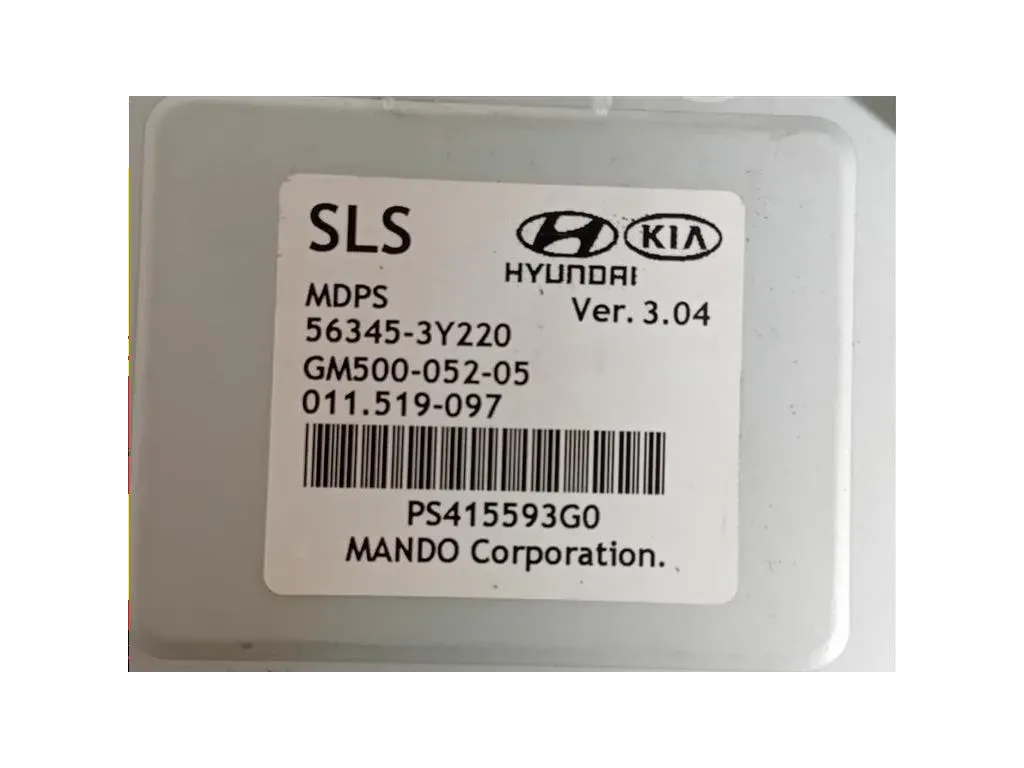 SLS
KIA
HYUNDAI
MDPS
Ver. 3.04
56345-3Y220
GM500-052-05
011.519-097
PS415593G0
MANDO Corporation.